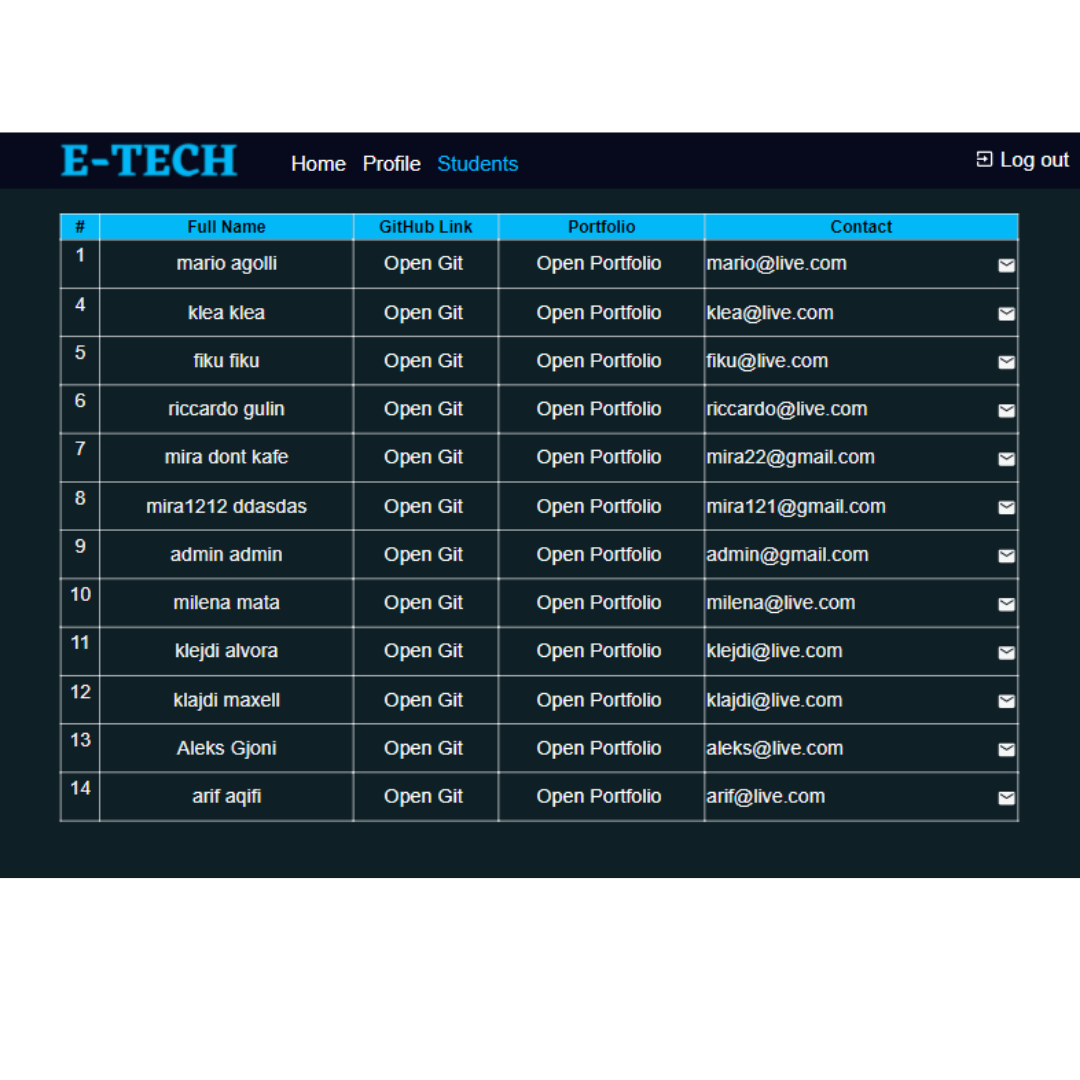 E-TECH Home Profile Students Log out
# Full Name GitHub Link Portfolio Contact
1 mario agolli Open Git Open Portfolio mario@live.com
4 klea klea Open Git Open Portfolio klea@live.com
5 fiku fiku Open Git Open Portfolio fiku@live.com
6 riccardo gulin Open Git Open Portfolio riccardo@live.com
7 mira dont kafe Open Git Open Portfolio mira22@gmail.com
8 mira1212 ddasdas Open Git Open Portfolio mira121@gmail.com
9 admin admin Open Git Open Portfolio admin@gmail.com
10 milena mata Open Git Open Portfolio milena@live.com
11 klejdi alvora Open Git Open Portfolio klejdi@live.com
12 klajdi maxell Open Git Open Portfolio klajdi@live.com
13 Aleks Gjoni Open Git Open Portfolio aleks@live.com
14 arif aqifi Open Git Open Portfolio arif@live.com